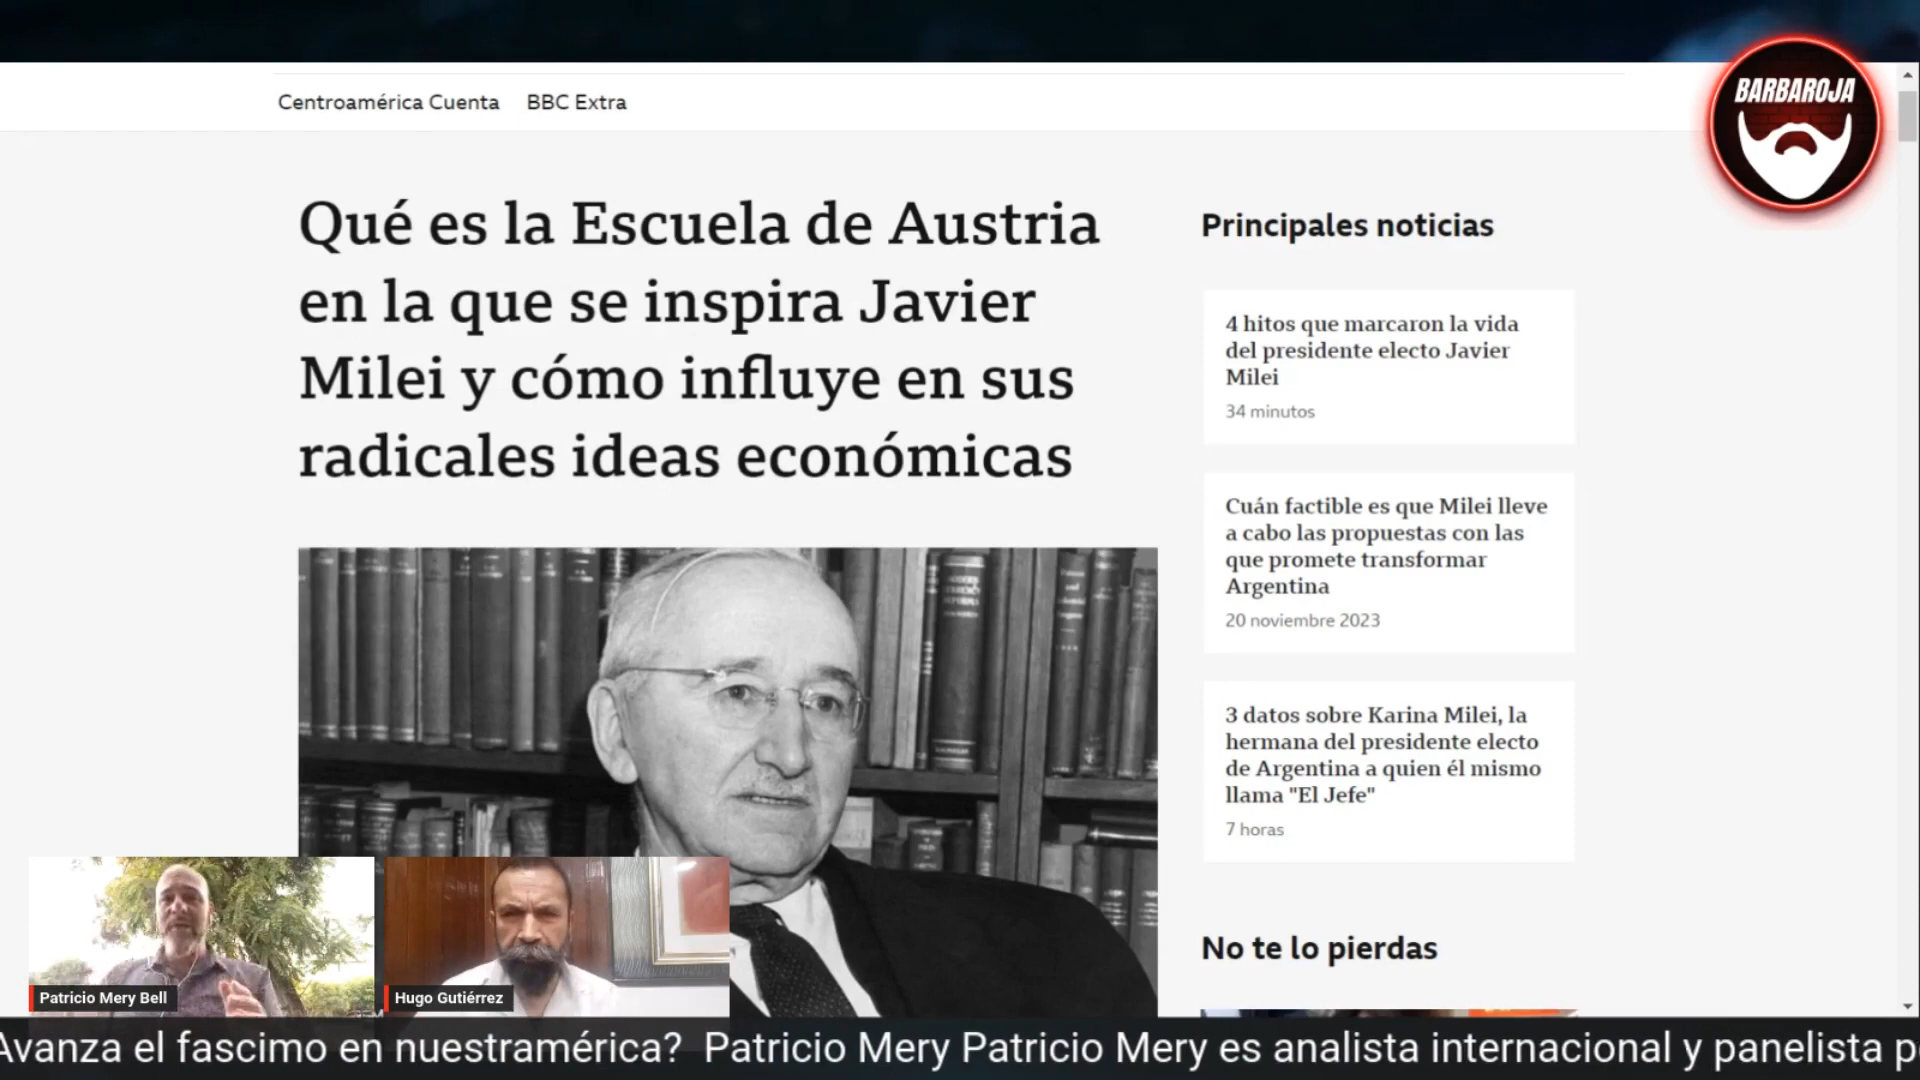 Centroamérica Cuenta BBC Extra
BARBAROJA
Qué es la Escuela de Austria
en la que se inspira Javier
Milei y cómo influye en sus
radicales ideas económicas
Principales noticias
4 hitos que marcaron la vida
del presidente electo Javier
Milei
34 minutos
Cuán factible es que Milei lleve
a cabo las propuestas con las
que promete transformar
Argentina
20 noviembre 2023
3 datos sobre Karina Milei, la
hermana del presidente electo
de Argentina a quien él mismo
llama "El Jefe"
7 horas
No te lo pierdas
Patricio Mery Bell
Hugo Gutiérrez
Avanza el fascimo en nuestramérica? Patricio Mery Patricio Mery es analista internacional y panelista p